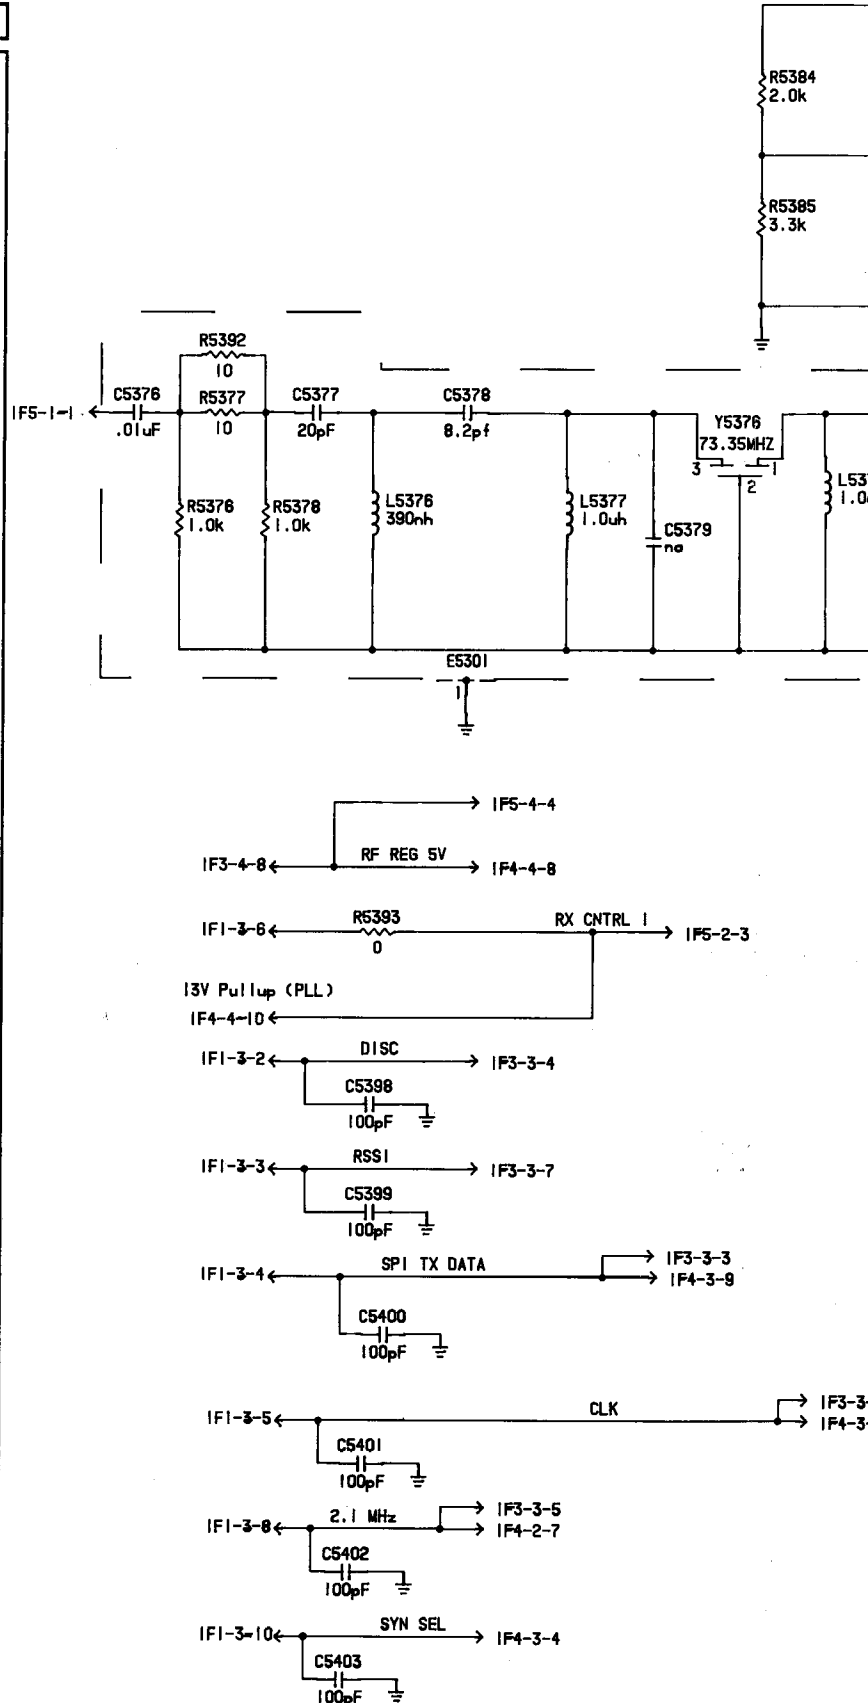 R5384
2.0k
R5385
3.3k
R5392
10
C5376
R5377
C5377
C5378
IF5-1-1
.01uF
10
20pF
8.2pf
Y5376
73.35MHZ
3
1
2
R5376
1.0k
R5378
1.0k
L5376
390nh
L5377
1.0uh
C5379
na
E5301
1
IF5-4-4
RF REG 5V
IF3-4-8
IF4-4-8
R5393
RX CNTRL 1
IF1-3-6
IF5-2-3
0
13V Pullup (PLL)
IF4-4-10
DISC
IF1-3-2
IF3-3-4
C5398
100pF
RSSI
IF1-3-3
IF3-3-7
C5399
100pF
IF3-3-3
SPI TX DATA
IF1-3-4
IF4-3-9
C5400
100pF
IF3-3-
CLK
IF1-3-5
IF4-3-
C5401
100pF
IF3-3-5
2.1 MHz
IF1-3-8
IF4-2-7
C5402
100pF
SYN SEL
IF1-3-10
IF4-3-4
C5403
100pF